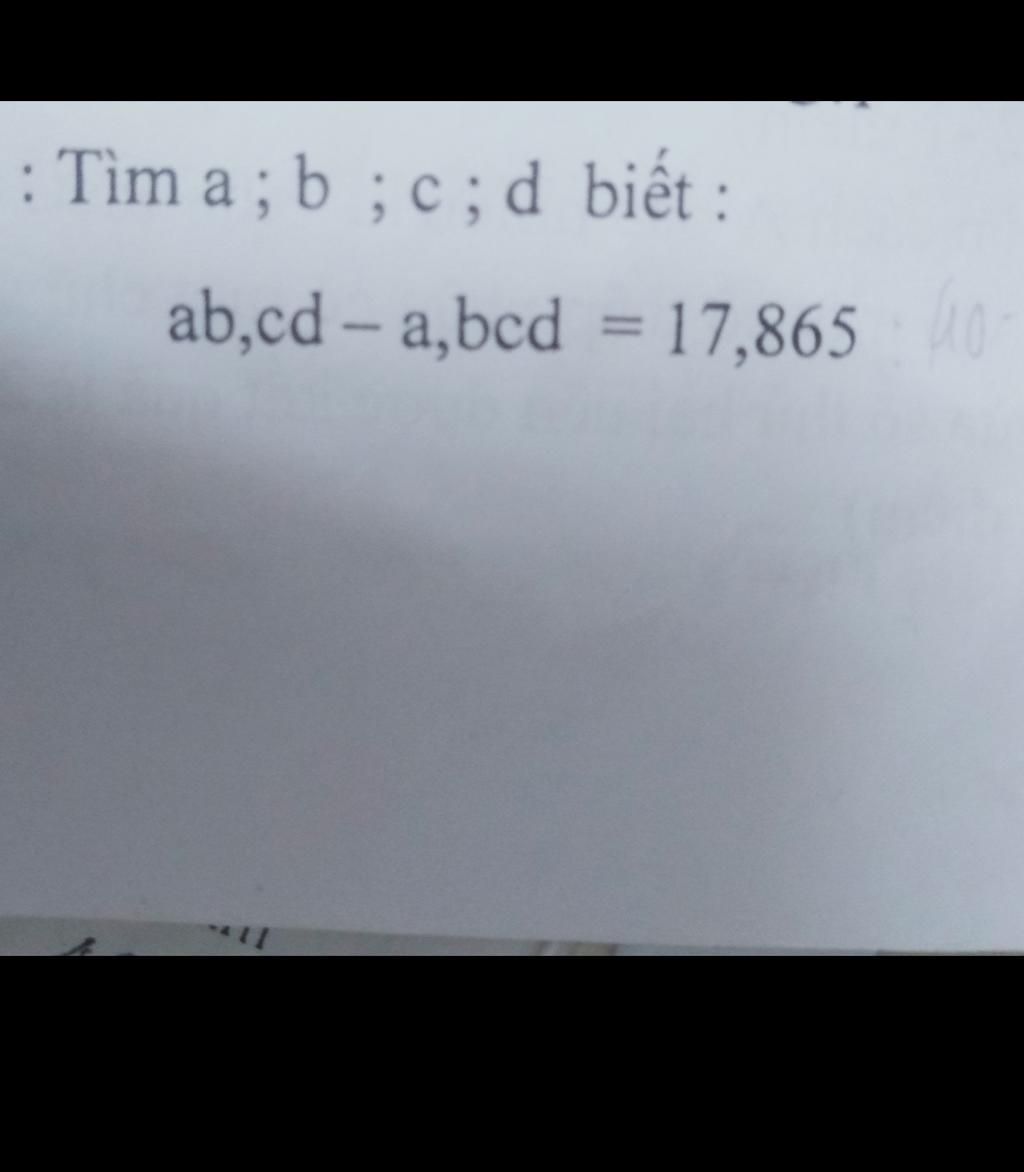 : Tìm a ; b ; c ; d biết :
ab,cd – a,bcd = 17,865